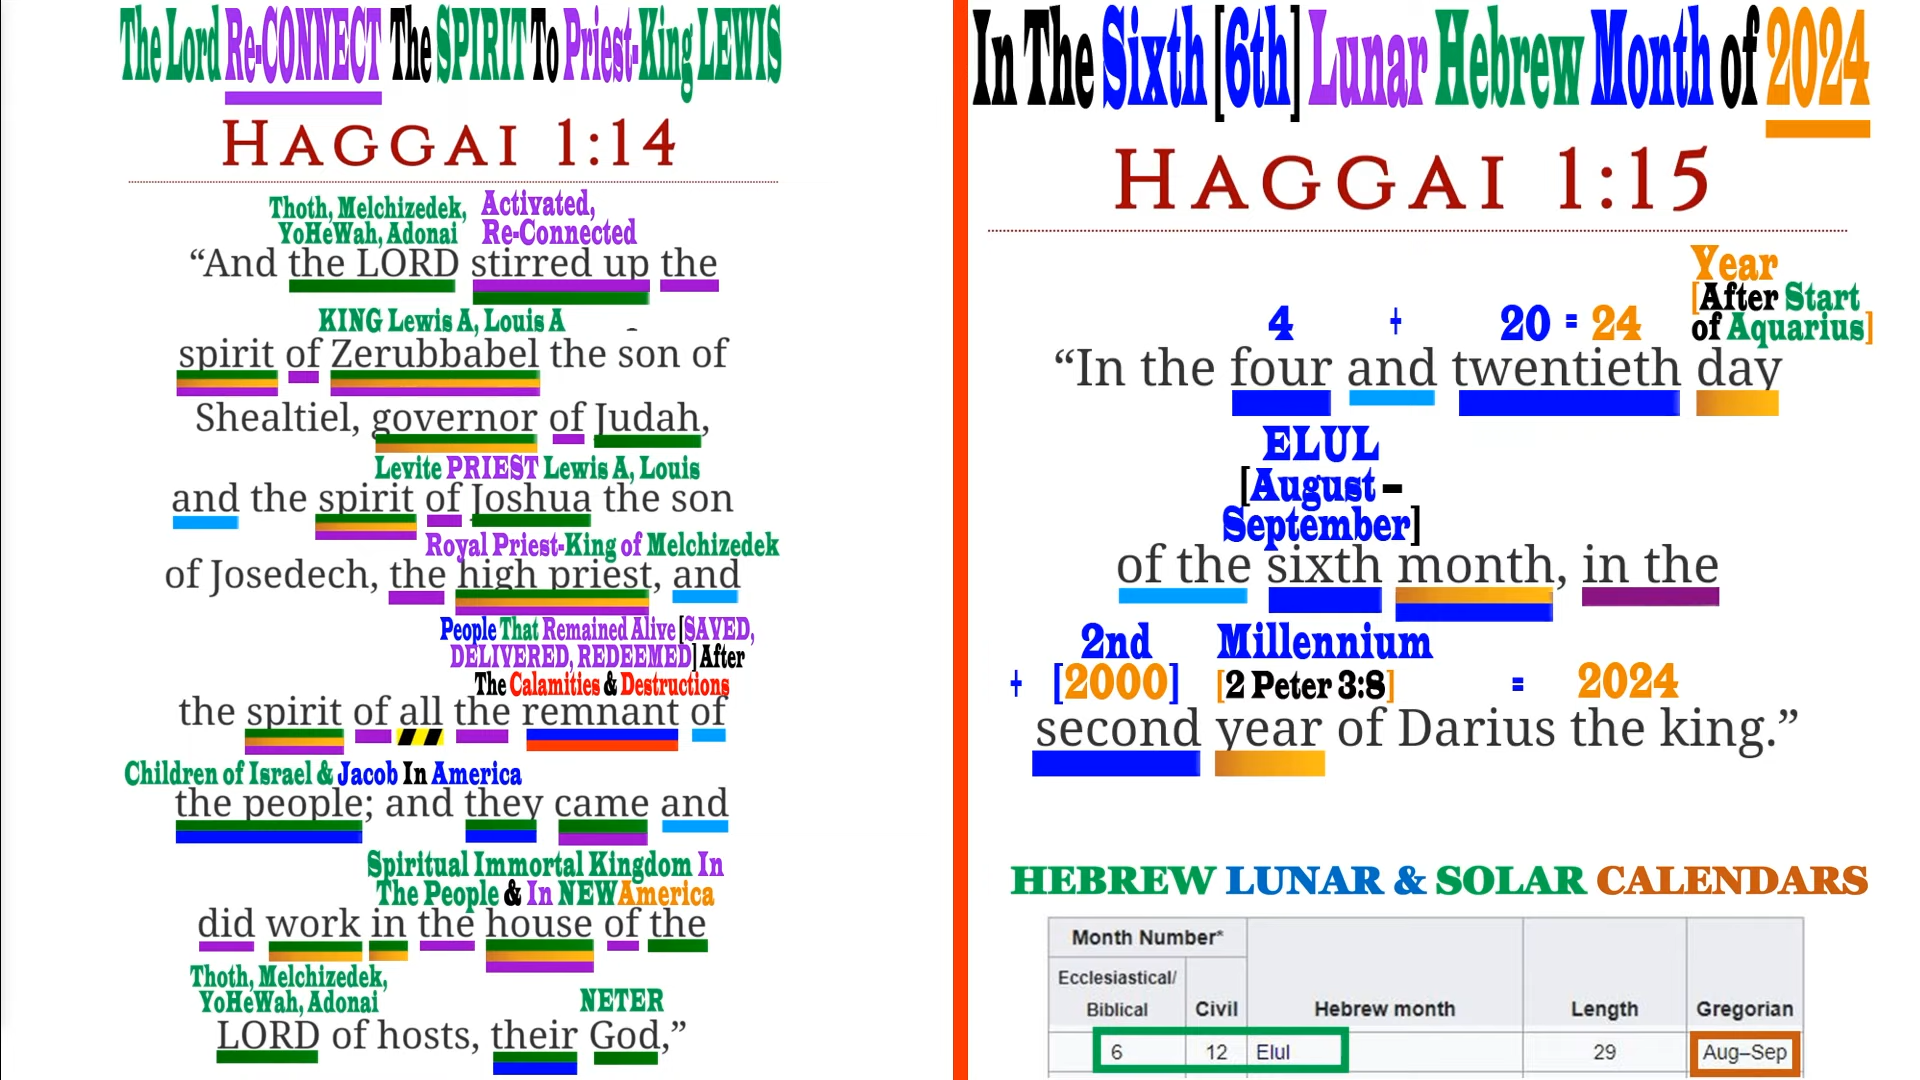 The Lord Re-CONNECT The SPIRIT To Priest-King LEWIS
HAGGAI 1:14
Thoth, Melchizedek, Activated,
YoHeWah, Adonai Re-Connected
“And the LORD stirred up the
KING Lewis A, Louis A
spirit of Zerubbabel the son of
Shealtiel, governor of Judah,
Levite PRIEST Lewis A, Louis
and the spirit of Joshua the son
Royal Priest-King of Melchizedek
of Josedech, the high priest, and
People That Remained Alive [SAVED,
DELIVERED, REDEEMED] After
The Calamities & Destructions
the spirit of all the remnant of
Children of Israel & Jacob In America
the people; and they came and
Spiritual Immortal Kingdom In
The People & In NEW America
did work in the house of the
Thoth, Melchizedek,
YoHeWah, Adonai NETER
LORD of hosts, their God,”
In The Sixth [6th] Lunar Hebrew Month of 2024
HAGGAI 1:15
Year
[After Start
of Aquarius]
4 + 20 = 24
“In the four and twentieth day
ELUL
[August –
September]
of the sixth month, in the
2nd Millennium
+ [2000] [2 Peter 3:8] = 2024
second year of Darius the king.”
HEBREW LUNAR & SOLAR CALENDARS
Month Number*
Ecclesiastical/
Biblical Civil Hebrew month Length Gregorian
6 12 Elul 29 Aug–Sep